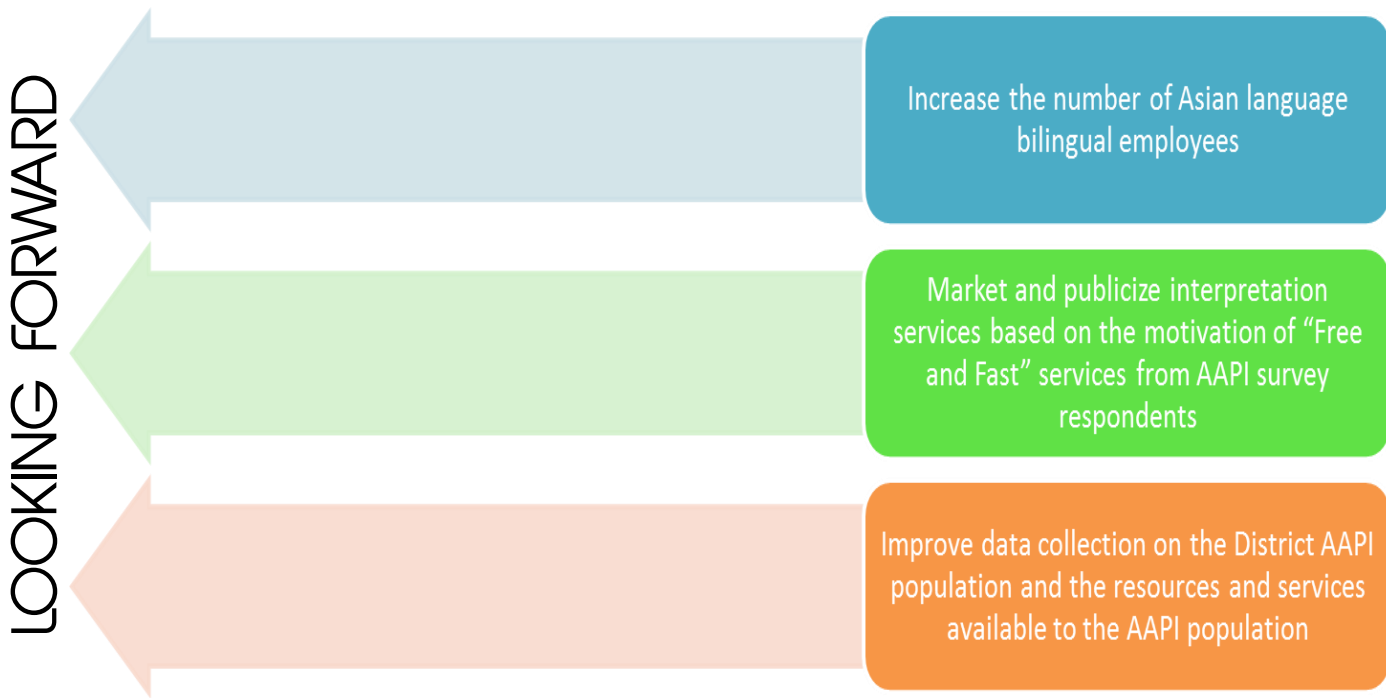 LOOKING FORWARD
Increase the number of Asian language
bilingual employees
Market and publicize interpretation
services based on the motivation of “Free
and Fast” services from AAPI survey
respondents
Improve data collection on the District AAPI
population and the resources and services
available to the AAPI population